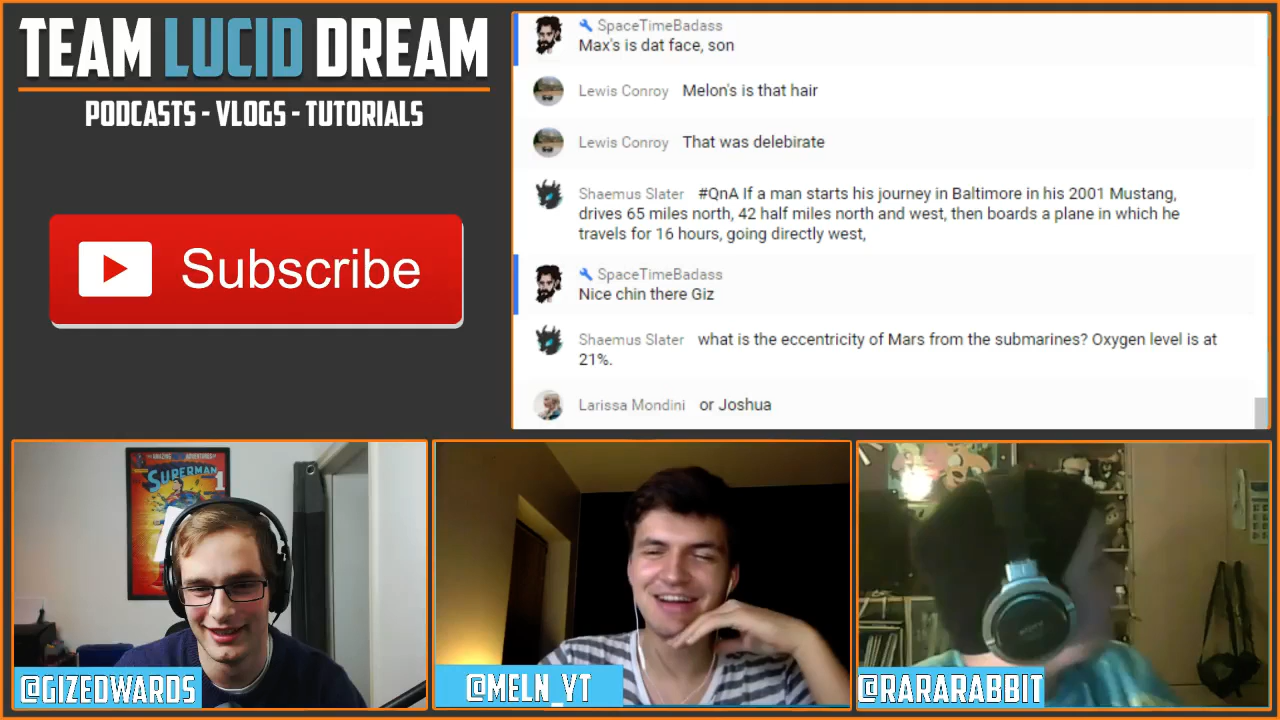 TEAM LUCID DREAM
PODCASTS - VLOGS - TUTORIALS
Subscribe
SpaceTimeBadass
Max's is dat face, son
Lewis Conroy Melon's is that hair
Lewis Conroy That was delebirate
Shaemus Slater #QnA If a man starts his journey in Baltimore in his 2001 Mustang,
drives 65 miles north, 42 half miles north and west, then boards a plane in which he
travels for 16 hours, going directly west,
SpaceTimeBadass
Nice chin there Giz
Shaemus Slater what is the eccentricity of Mars from the submarines? Oxygen level is at
21%.
Larissa Mondini or Joshua
SUPERMAN
1
@GIZEDWARDS
@MELN_YT
SONY
@RARARABBIT